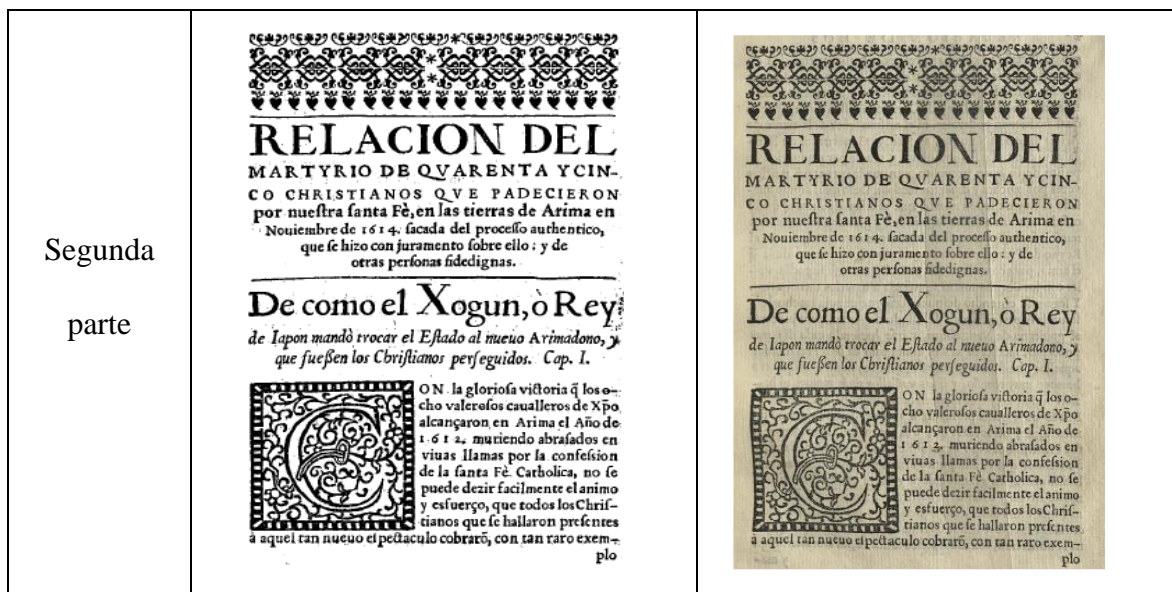 Segunda
parte
RELACION DEL
MARTYRIO DE QVARENTA Y CIN-
CO CHRISTIANOS QVE PADECIERON
por nueſtra ſanta Fè, en las tierras de Arima en
Nouiembre de 1614. ſacada del proceſſo authentico,
que ſe hizo con juramento ſobre ello : y de
otras perſonas fidedignas.
De como el Xogun, ò Rey
de Iapon mandò trocar el Eſtado al nueuo Arimadono, y
que fueßen los Chriſtianos perſeguidos. Cap. I.
CON la glorioſa victoria q̃ los o-
cho valeroſos caualleros de Xp̃o
alcançaron en Arima el Año de
1612. muriendo abraſados en
viuas llamas por la confeſsion
de la ſanta Fè Catholica, no ſe
puede dezir facilmente el animo
y esfuerço, que todos los Chriſ-
tianos que ſe hallaron preſentes
à aquel tan nueuo eſpectaculo cobrarõ, con tan raro exem-
plo
RELACION DEL
MARTYRIO DE QVARENTA Y CIN-
CO CHRISTIANOS QVE PADECIERON
por nueſtra ſanta Fè, en las tierras de Arima en
Nouiembre de 1614. ſacada del proceſſo authentico,
que ſe hizo con juramento ſobre ello : y de
otras perſonas fidedignas.
De como el Xogun, ò Rey
de Iapon mandò trocar el Eſtado al nueuo Arimadono, y
que fueßen los Chriſtianos perſeguidos. Cap. I.
CON la glorioſa victoria q̃ los o-
cho valeroſos caualleros de Xp̃o
alcançaron en Arima el Año de
1612. muriendo abraſados en
viuas llamas por la confeſsion
de la ſanta Fè Catholica, no ſe
puede dezir facilmente el animo
y esfuerço, que todos los Chriſ-
tianos que ſe hallaron preſentes
à aquel tan nueuo eſpectaculo cobrarõ, con tan raro exem-
plo